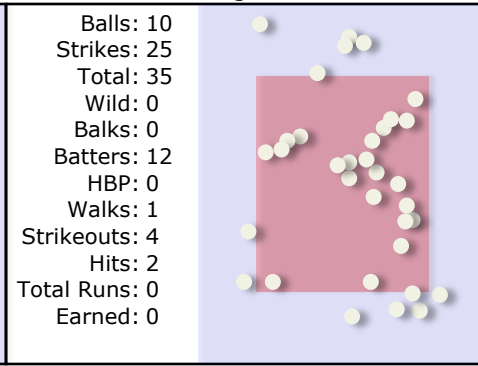 Balls: 10
Strikes: 25
Total: 35
Wild: 0
Balks: 0
Batters: 12
HBP: 0
Walks: 1
Strikeouts: 4
Hits: 2
Total Runs: 0
Earned: 0